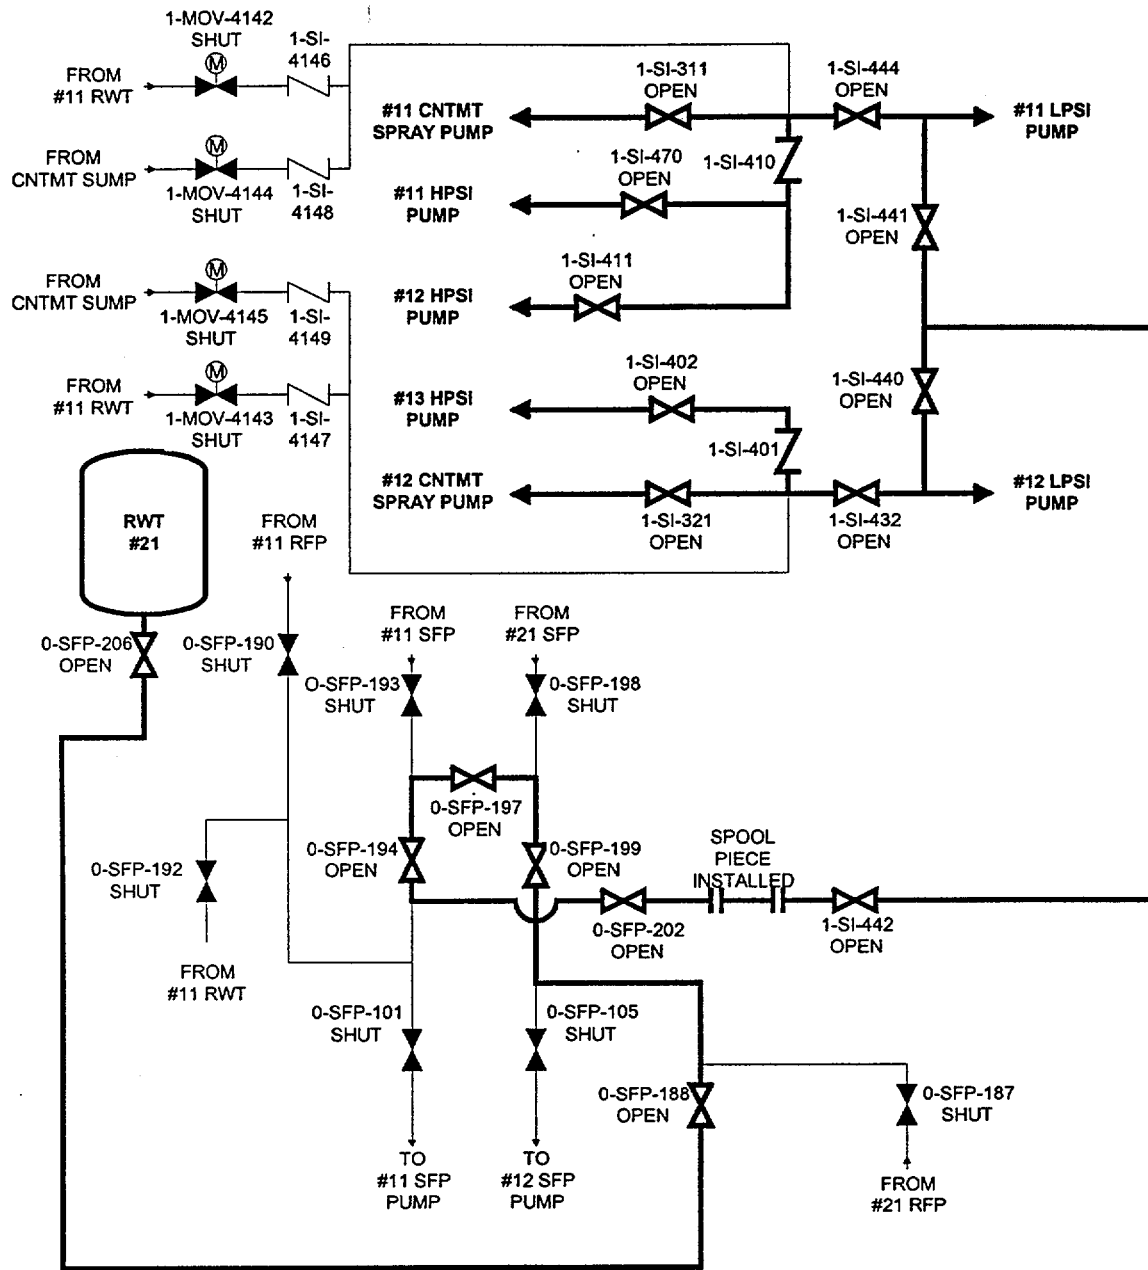 1-MOV-4142
SHUT
M
1-SI-
4146
FROM
#11 RWT
1-SI-311
OPEN
1-SI-444
OPEN
#11 CNTMT
SPRAY PUMP
#11 LPSI
PUMP
M
FROM
CNTMT SUMP
1-MOV-4144
SHUT
1-SI-
4148
1-SI-470
OPEN
1-SI-410
#11 HPSI
PUMP
1-SI-441
OPEN
FROM
CNTMT SUMP
M
1-MOV-4145
SHUT
1-SI-
4149
1-SI-411
OPEN
#12 HPSI
PUMP
FROM
#11 RWT
M
1-MOV-4143
SHUT
1-SI-
4147
1-SI-402
OPEN
#13 HPSI
PUMP
1-SI-440
OPEN
1-SI-401
#12 CNTMT
SPRAY PUMP
1-SI-321
OPEN
1-SI-432
OPEN
#12 LPSI
PUMP
RWT
#21
FROM
#11 RFP
0-SFP-206
OPEN
0-SFP-190
SHUT
FROM
#11 SFP
FROM
#21 SFP
O-SFP-193
SHUT
0-SFP-198
SHUT
0-SFP-197
OPEN
0-SFP-194
OPEN
0-SFP-199
OPEN
SPOOL
PIECE
INSTALLED
0-SFP-192
SHUT
0-SFP-202
OPEN
1-SI-442
OPEN
FROM
#11 RWT
0-SFP-101
SHUT
0-SFP-105
SHUT
0-SFP-188
OPEN
0-SFP-187
SHUT
TO
#11 SFP
PUMP
TO
#12 SFP
PUMP
FROM
#21 RFP